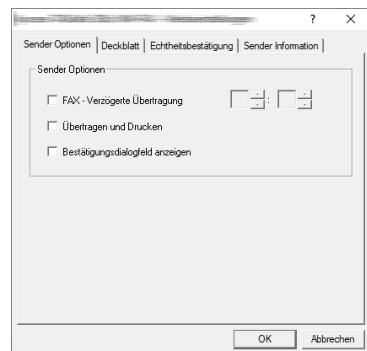 ?
Sender Optionen Deckblatt Echtheitsbestätigung Sender Information
Sender Optionen
FAX - Verzögerte Übertragung :
Übertragen und Drucken
Bestätigungsdialogfeld anzeigen
OK Abbrechen